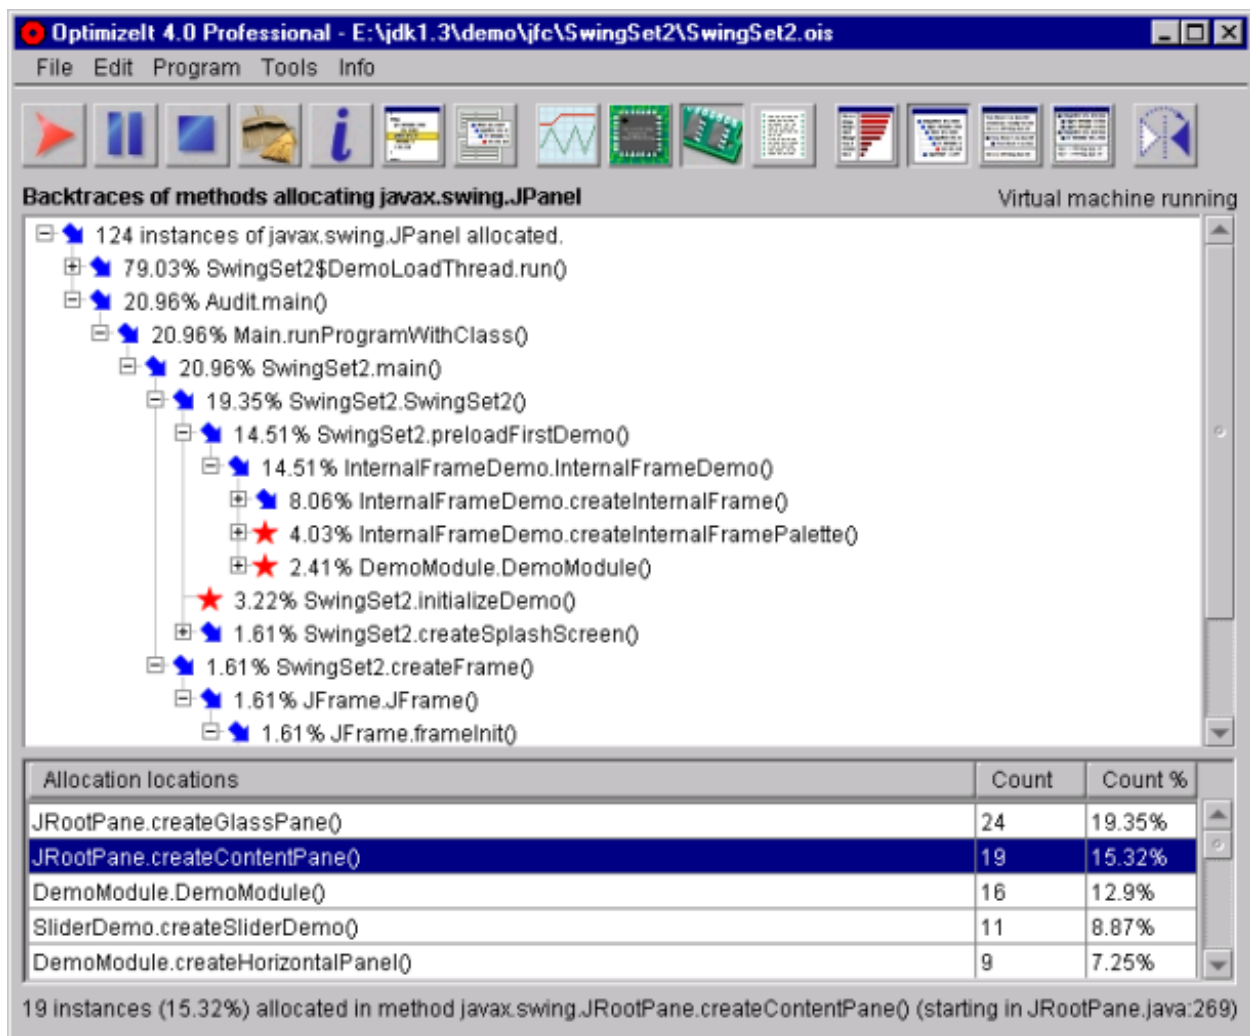 OptimizeIt 4.0 Professional - E:\jdk1.3\demo\jfc\SwingSet2\SwingSet2.ois
File Edit Program Tools Info
Backtraces of methods allocating javax.swing.JPanel Virtual machine running
124 instances of javax.swing.JPanel allocated.
79.03% SwingSet2$DemoLoadThread.run()
20.96% Audit.main()
20.96% Main.runProgramWithClass()
20.96% SwingSet2.main()
19.35% SwingSet2.SwingSet2()
14.51% SwingSet2.preloadFirstDemo()
14.51% InternalFrameDemo.InternalFrameDemo()
8.06% InternalFrameDemo.createInternalFrame()
4.03% InternalFrameDemo.createInternalFramePalette()
2.41% DemoModule.DemoModule()
3.22% SwingSet2.initializeDemo()
1.61% SwingSet2.createSplashScreen()
1.61% SwingSet2.createFrame()
1.61% JFrame.JFrame()
1.61% JFrame.frameInit()
Allocation locations Count Count %
JRootPane.createGlassPane() 24 19.35%
JRootPane.createContentPane() 19 15.32%
DemoModule.DemoModule() 16 12.9%
SliderDemo.createSliderDemo() 11 8.87%
DemoModule.createHorizontalPanel() 9 7.25%
19 instances (15.32%) allocated in method javax.swing.JRootPane.createContentPane() (starting in JRootPane.java:269)